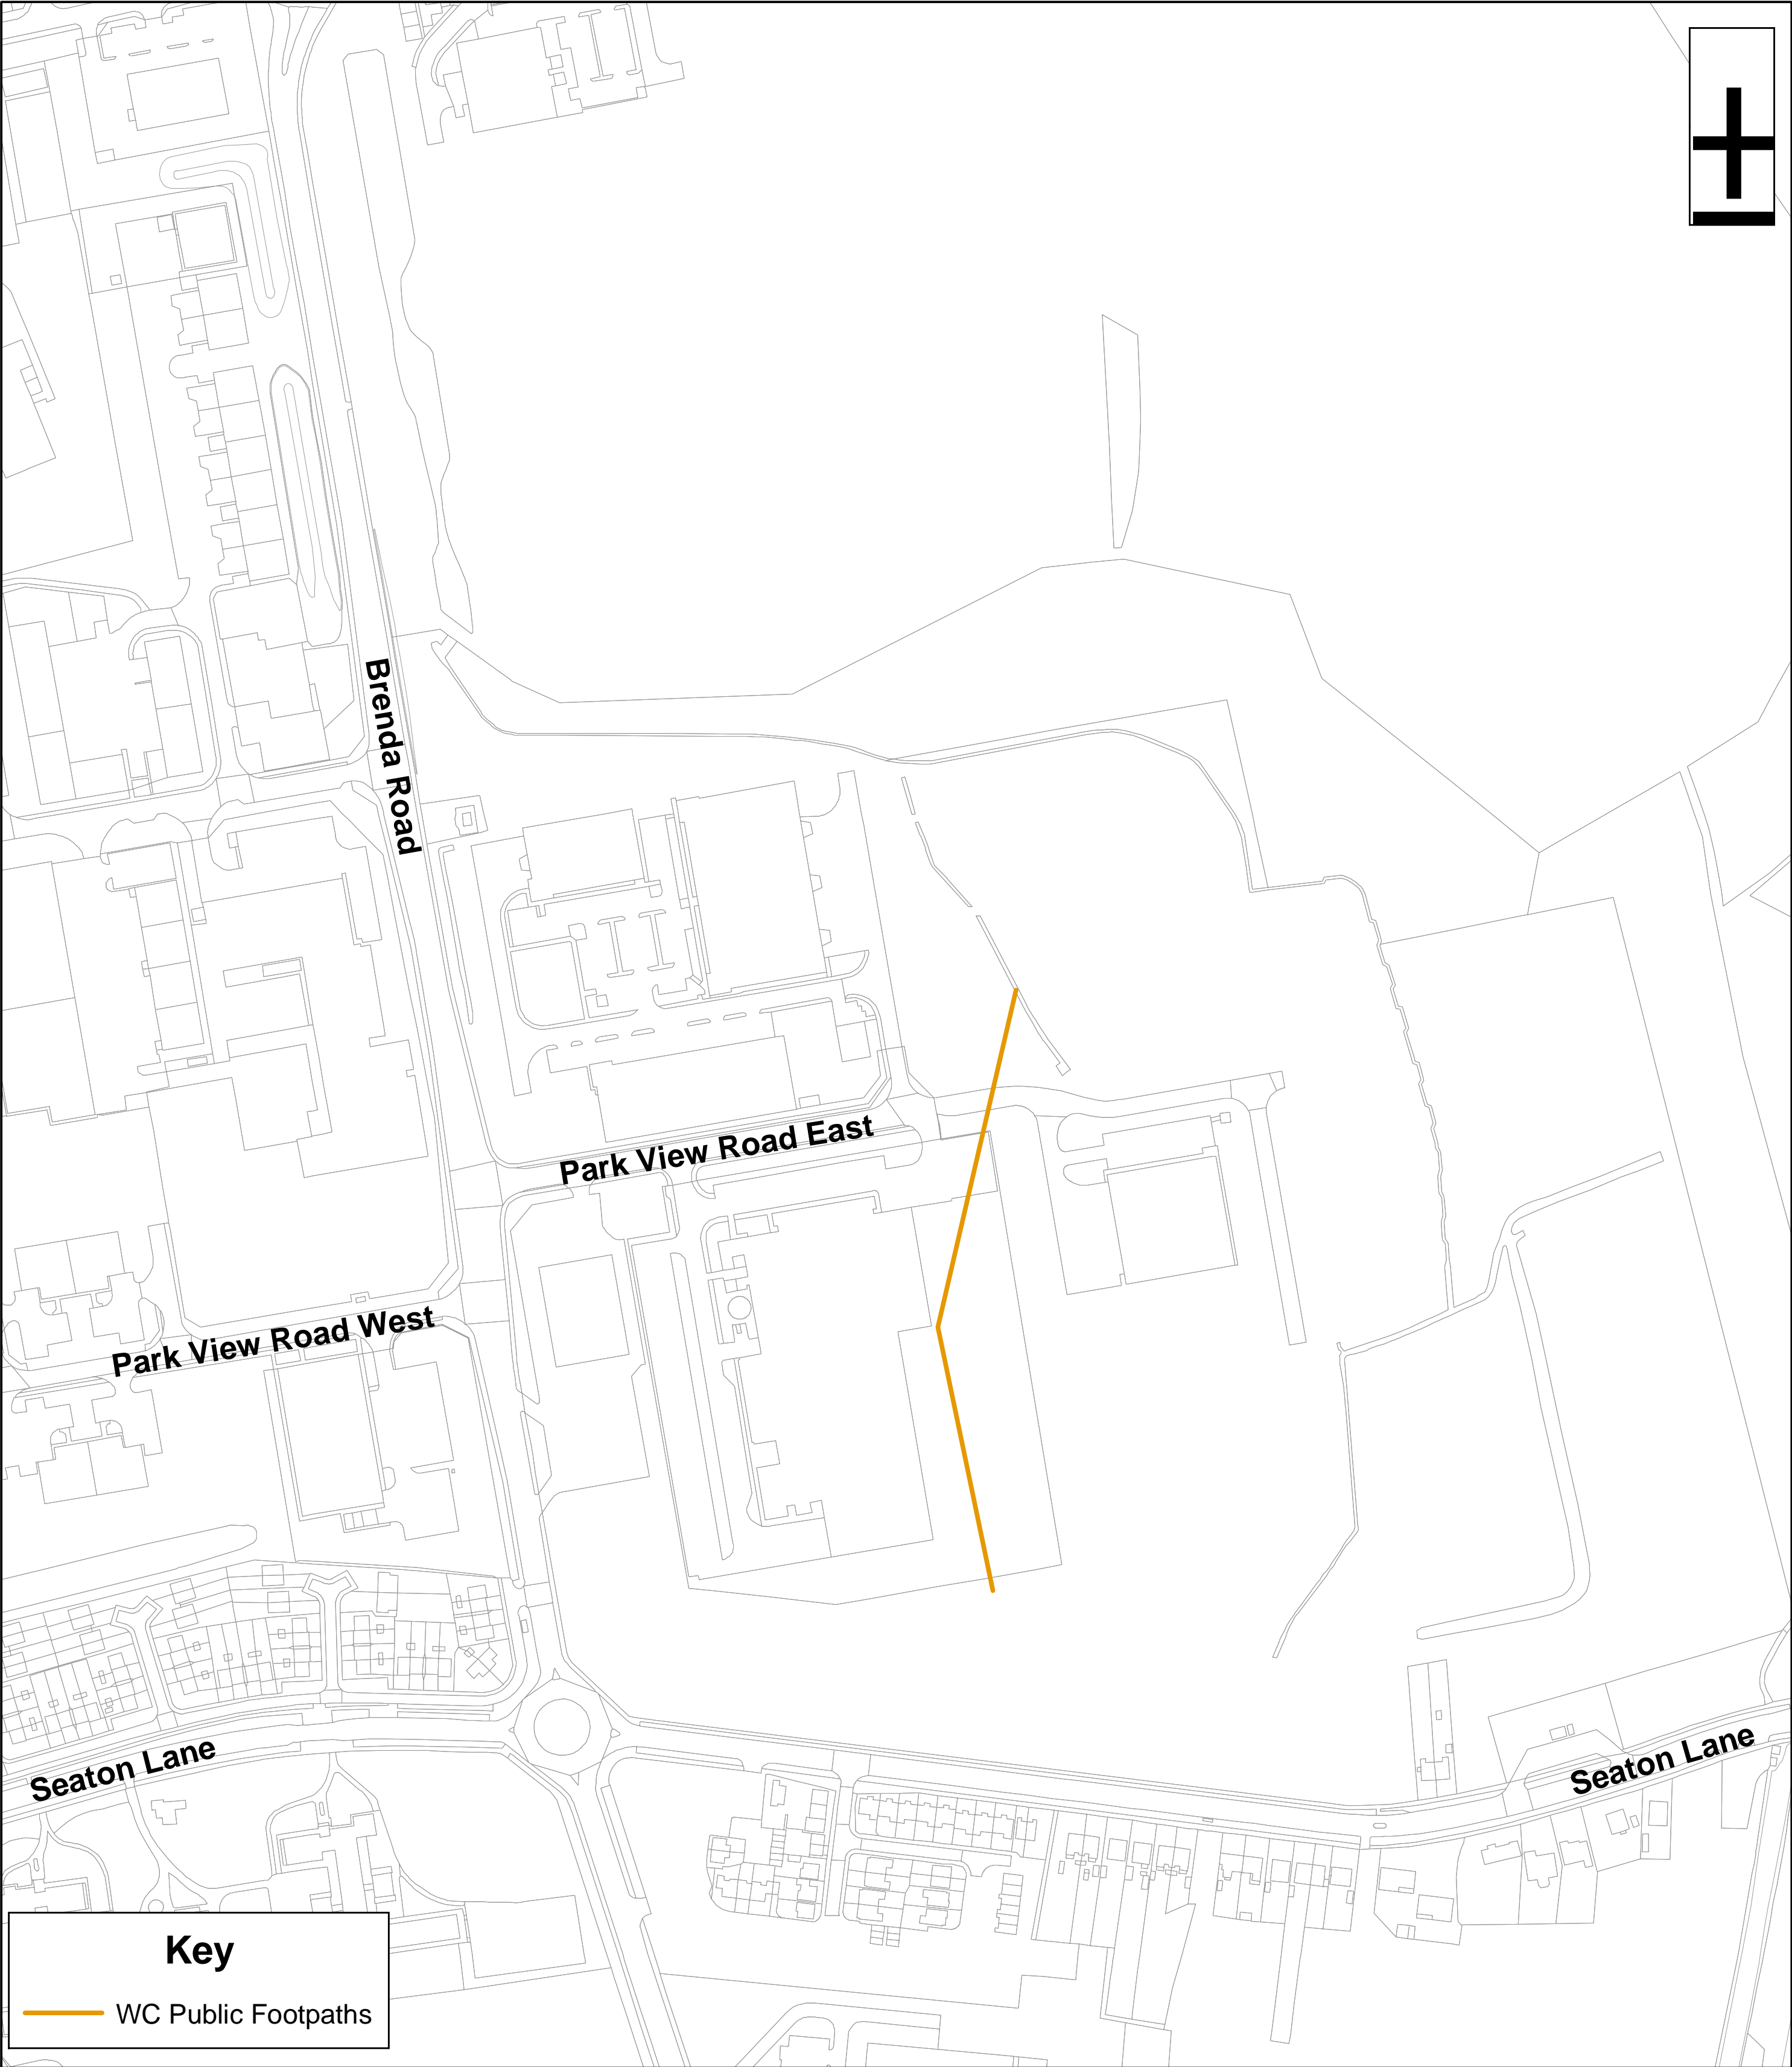 Brenda Road
Park View Road East
Park View Road West
Seaton Lane
Seaton Lane
Key
WC Public Footpaths